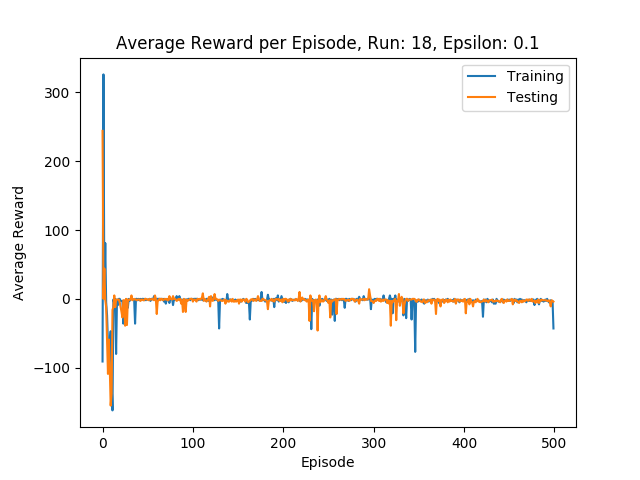 Average Reward per Episode, Run: 18, Epsilon: 0.1
Training
Testing
300
200
100
0
−100
Average Reward
0
100
200
300
400
500
Episode